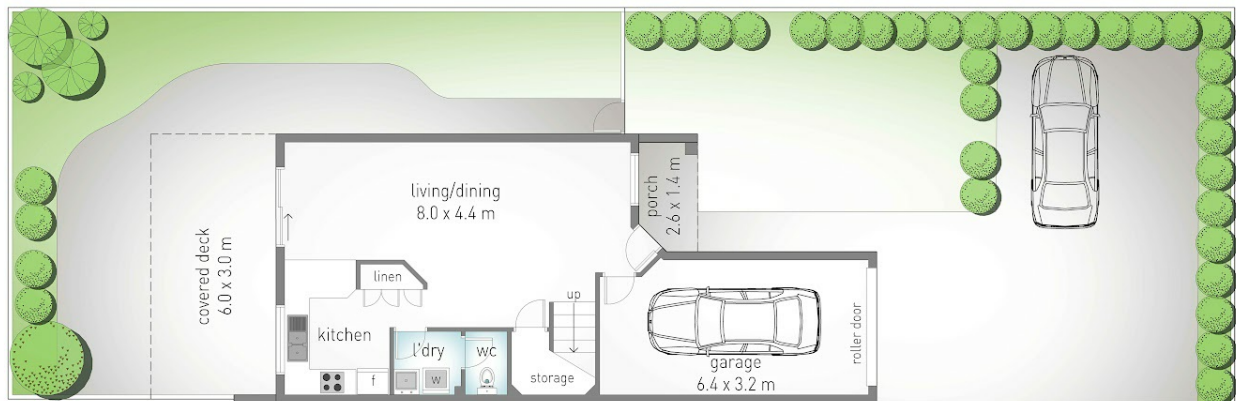 living/dining
8.0 x 4.4 m
porch
2.6 x 1.4 m
covered deck
6.0 x 3.0 m
linen
up
kitchen
l'dry
wc
f
w
storage
garage
6.4 x 3.2 m
roller door